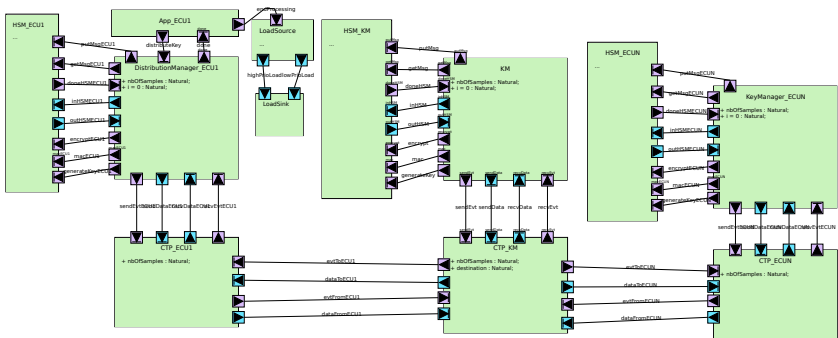 HSM_ECU1
...
App_ECU1
endProcessing
LoadSource
...
distributeKey
done
highPrioLoad
lowPrioLoad
LoadSink
putMsgECU1
getMsgECU1
doneHSMECU1
inHSMECU1
outHSMECU1
encryptECU1
macECU1
generateKeyECU1
DistributionManager_ECU1
+ nbOfSamples : Natural;
+ i = 0 : Natural;
HSM_KM
...
putMsg
getMsg
doneHSM
inHSM
outHSM
encrypt
mac
generateKey
KM
+ nbOfSamples : Natural;
+ i = 0 : Natural;
HSM_ECUN
...
putMsgECUN
getMsgECUN
doneHSMECUN
inHSMECUN
outHSMECUN
encryptECUN
macECUN
generateKeyECUN
KeyManager_ECUN
+ nbOfSamples : Natural;
+ i = 0 : Natural;
sendEvt
sendData
recvData
recvEvt
CTP_ECU1
+ nbOfSamples : Natural;
evtToECU1
dataToECU1
evtFromECU1
dataFromECU1
CTP_KM
+ nbOfSamples : Natural;
+ destination : Natural;
evtToECUN
dataToECUN
evtFromECUN
dataFromECUN
CTP_ECUN
+ nbOfSamples : Natural;